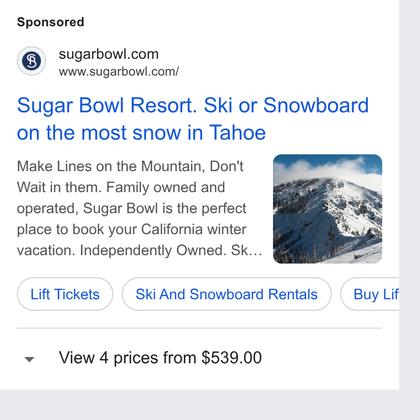 Sponsored
sugarbowl.com
www.sugarbowl.com/
Sugar Bowl Resort. Ski or Snowboard
on the most snow in Tahoe
Make Lines on the Mountain, Don't
Wait in them. Family owned and
operated, Sugar Bowl is the perfect
place to book your California winter
vacation. Independently Owned. Sk...
Lift Tickets
Ski And Snowboard Rentals
Buy Lif
View 4 prices from $539.00